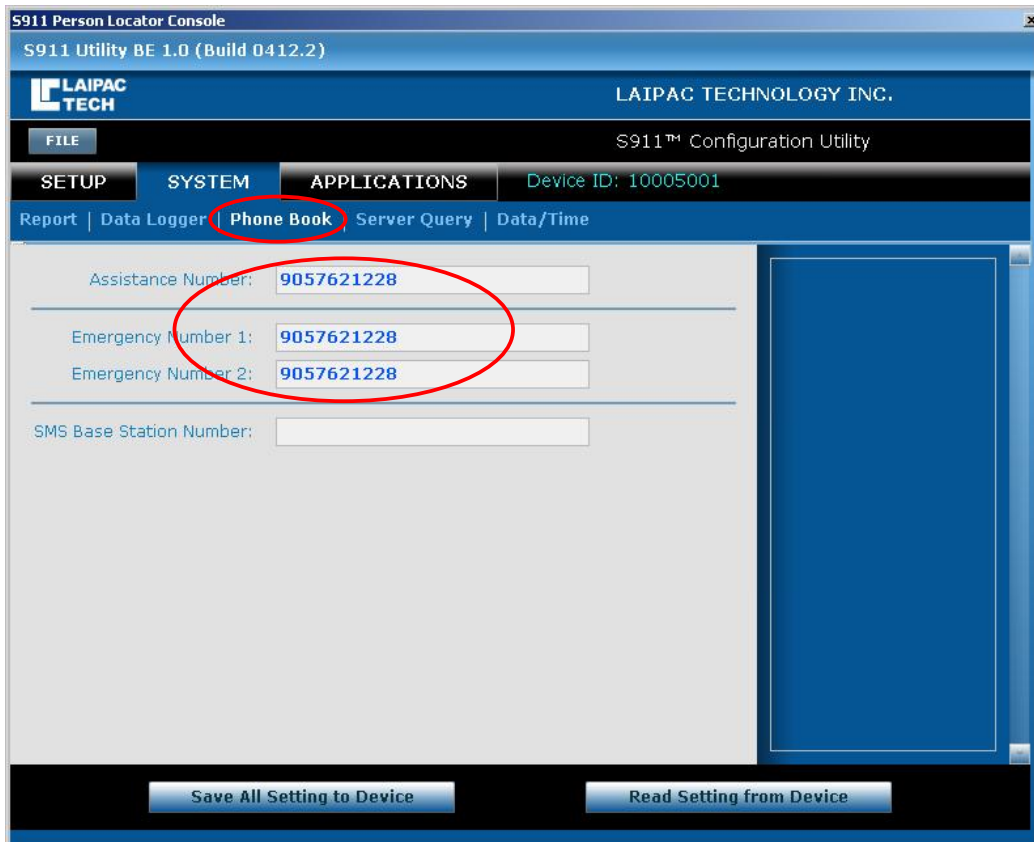 S911 Person Locator Console
S911 Utility BE 1.0 (Build 0412.2)
LAIPAC TECH
LAIPAC TECHNOLOGY INC.
FILE
S911™ Configuration Utility
SETUP SYSTEM APPLICATIONS Device ID: 10005001
Report | Data Logger | Phone Book | Server Query | Data/Time
Assistance Number: 9057621228
Emergency Number 1: 9057621228
Emergency Number 2: 9057621228
SMS Base Station Number:
Save All Setting to Device Read Setting from Device